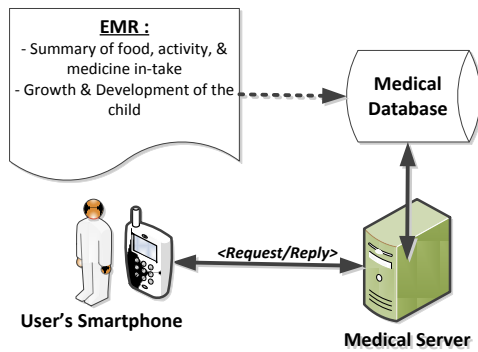 EMR :
- Summary of food, activity, &
medicine in-take
- Growth & Development of the
child
Medical
Database
<Request/Reply>
User's Smartphone
Medical Server